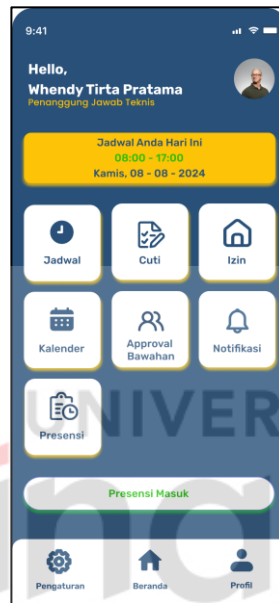 9:41
Hello,
Whendy Tirta Pratama
Penanggung Jawab Teknis
Jadwal Anda Hari Ini
08:00 - 17:00
Kamis, 08 - 08 - 2024
Jadwal
Cuti
Izin
Kalender
Approval
Bawahan
Notifikasi
UNIVER
Presensi
Presensi Masuk
Pengaturan
Beranda
Profil